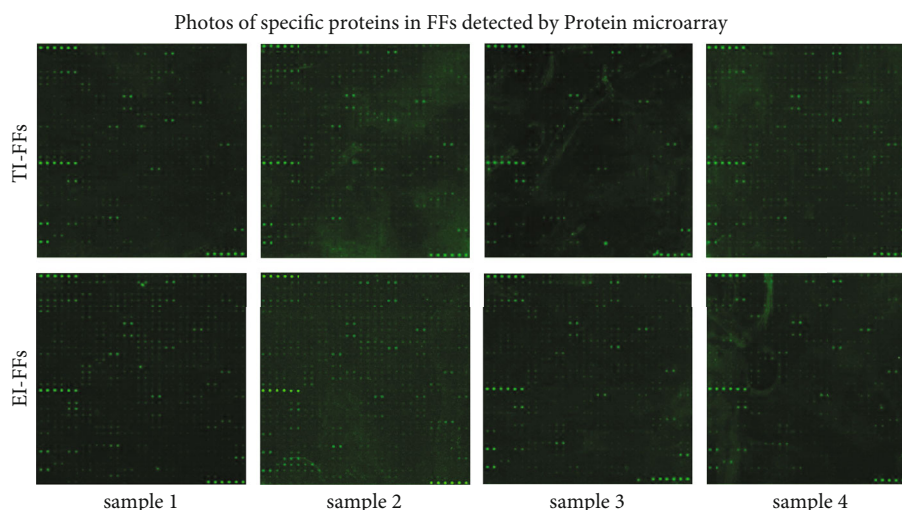 Photos of specific proteins in FFs detected by Protein microarray
TI-FFs
EI-FFs
sample 1
sample 2
sample 3
sample 4